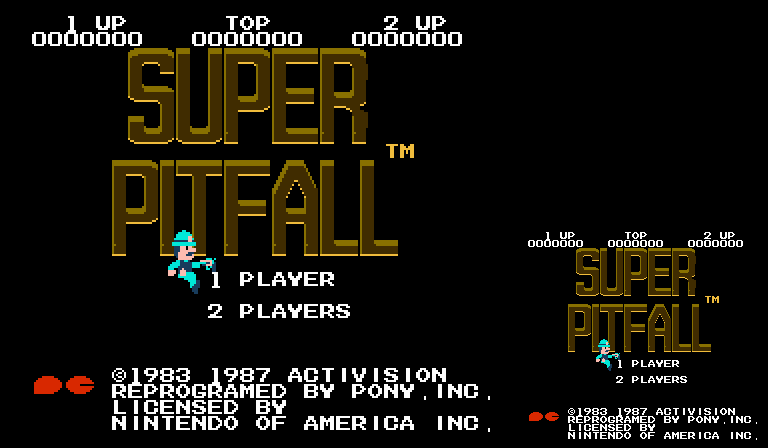 1 UP TOP 2 UP
0000000 0000000 0000000
SUPER
PITFALL TM
1 PLAYER
2 PLAYERS
©1983 1987 ACTIVISION
REPROGRAMED BY PONY, INC.
LICENSED BY
NINTENDO OF AMERICA INC.
1 UP TOP 2 UP
0000000 0000000 0000000
SUPER
PITFALL TM
1 PLAYER
2 PLAYERS
©1983 1987 ACTIVISION
REPROGRAMED BY PONY, INC.
LICENSED BY
NINTENDO OF AMERICA INC.